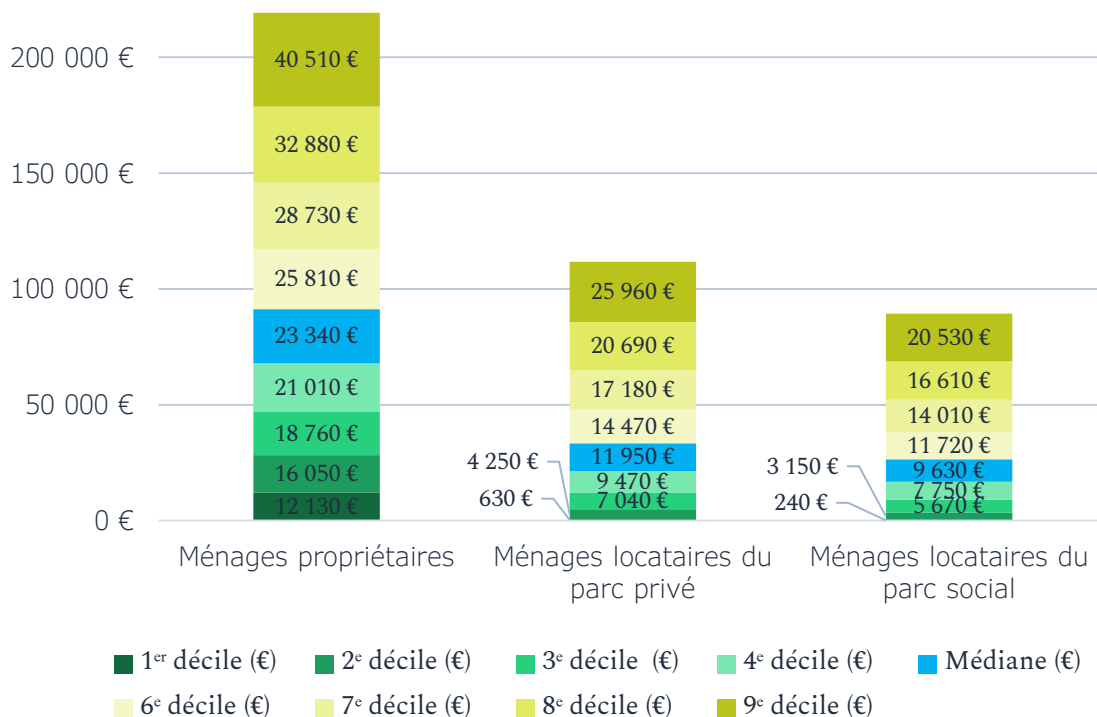 200 000 €
150 000 €
100 000 €
50 000 €
0 €
40 510 €
32 880 €
28 730 €
25 810 €
23 340 €
21 010 €
18 760 €
16 050 €
12 130 €
25 960 €
20 690 €
17 180 €
14 470 €
11 950 €
9 470 €
7 040 €
4 250 €
630 €
20 530 €
16 610 €
14 010 €
11 720 €
9 630 €
7 750 €
5 670 €
3 150 €
240 €
Ménages propriétaires
Ménages locataires du
parc privé
Ménages locataires du
parc social
1er décile (€) 2e décile (€) 3e décile (€) 4e décile (€) Médiane (€)
6e décile (€) 7e décile (€) 8e décile (€) 9e décile (€)